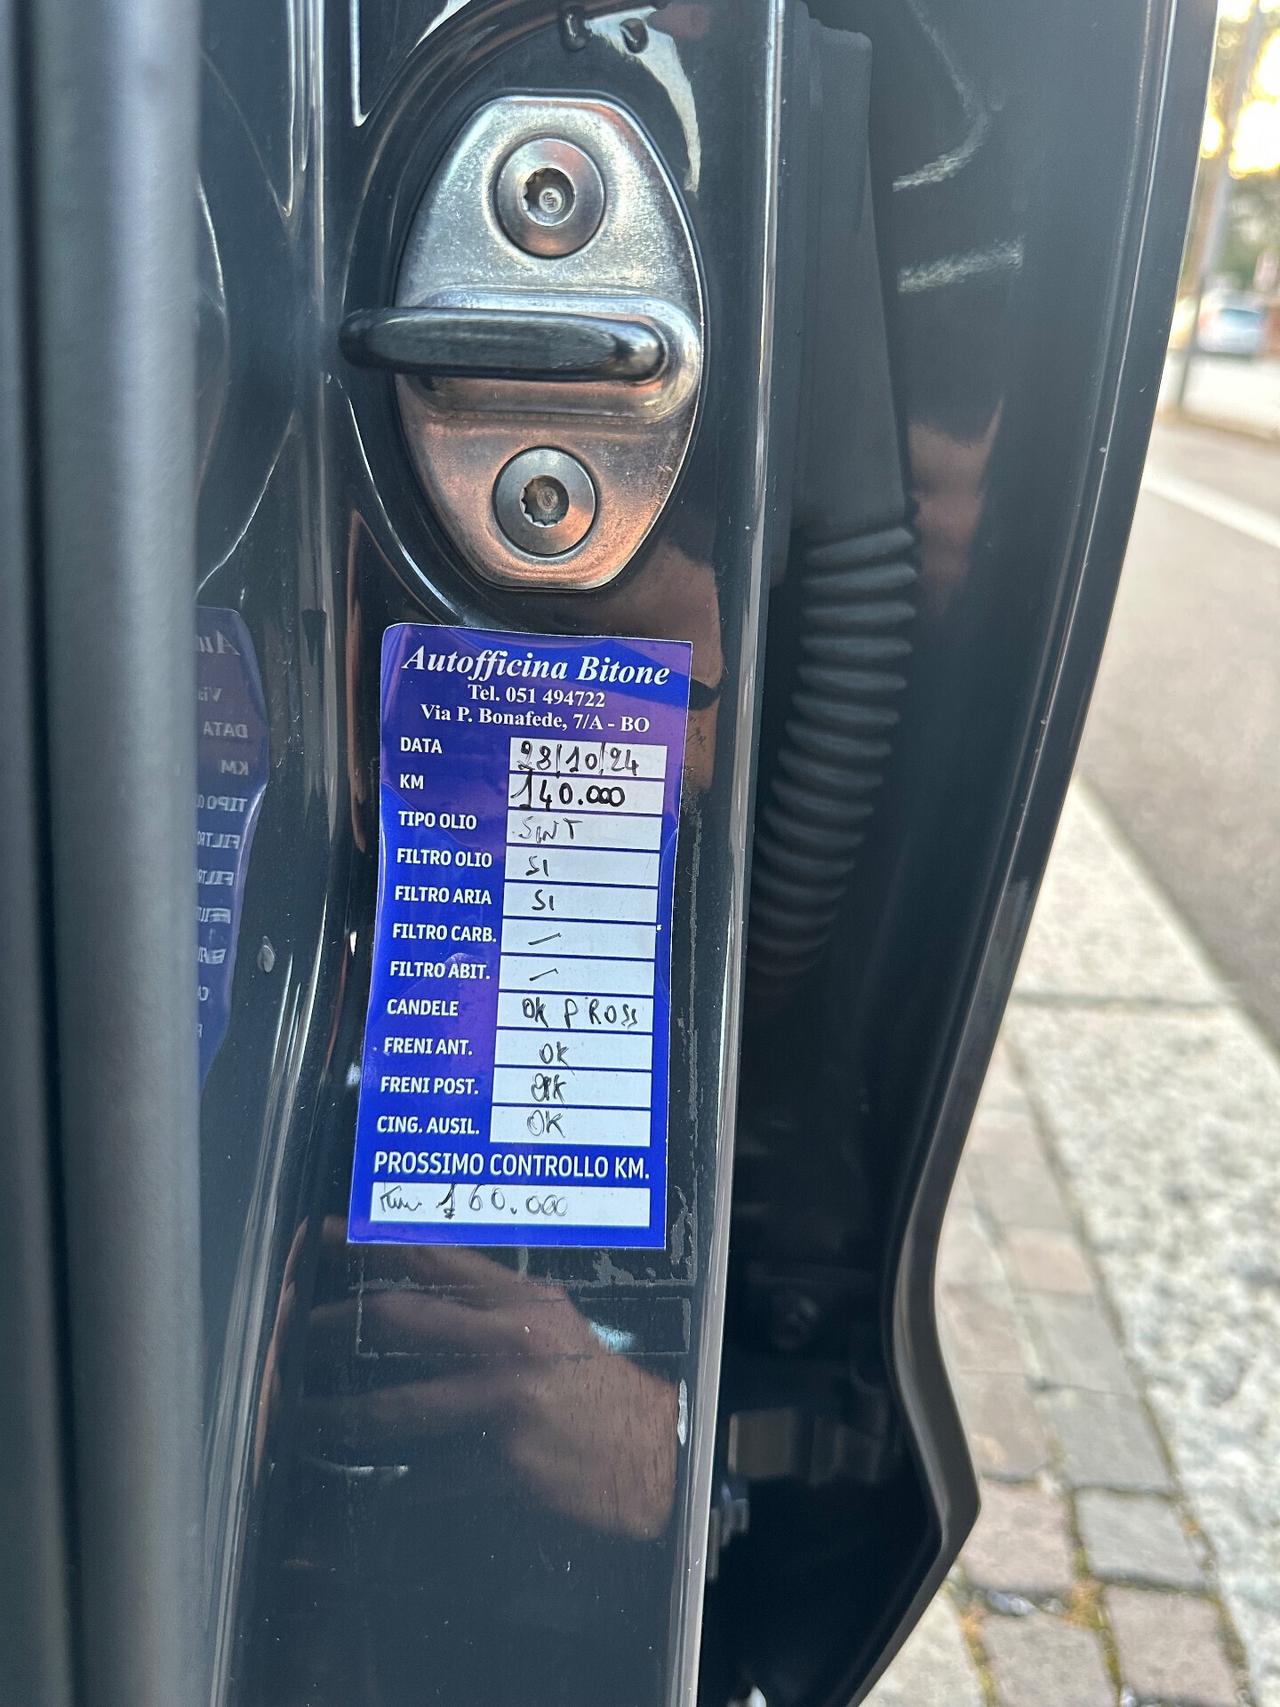 Autofficina Bitone
Tel. 051 494722
Via P. Bonafede, 7/A - BO
DATA 28/10/24
KM 140.000
TIPO OLIO SINT
FILTRO OLIO SI
FILTRO ARIA SI
FILTRO CARB. —
FILTRO ABIT. —
CANDELE OK PROSS
FRENI ANT. OK
FRENI POST. OK
CING. AUSIL. OK
PROSSIMO CONTROLLO KM.
Km 160.000